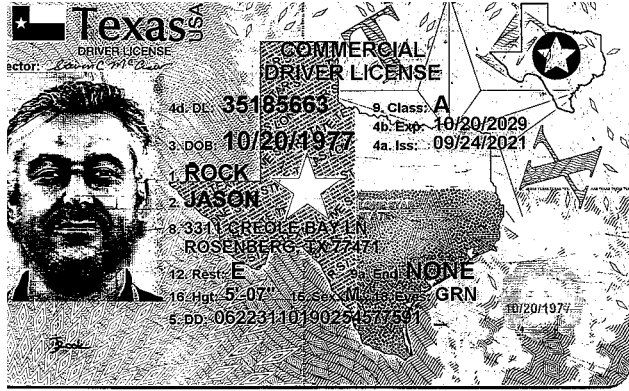 Texas USA
DRIVER LICENSE
COMMERCIAL
DRIVER LICENSE
4d. DL: 35185663 9. Class: A
4b. Exp: 10/20/2029
3. DOB: 10/20/1977 4a. Iss: 09/24/2021
1. ROCK
2. JASON
8. 3311 CREOLE BAY LN
ROSENBERG, TX 77471
12. Rest: E 9a. End: NONE
16. Hgt: 5'-07" 15. Sex: M 18. Eyes: GRN
5. DD: 06223110190254577591
10/20/1977